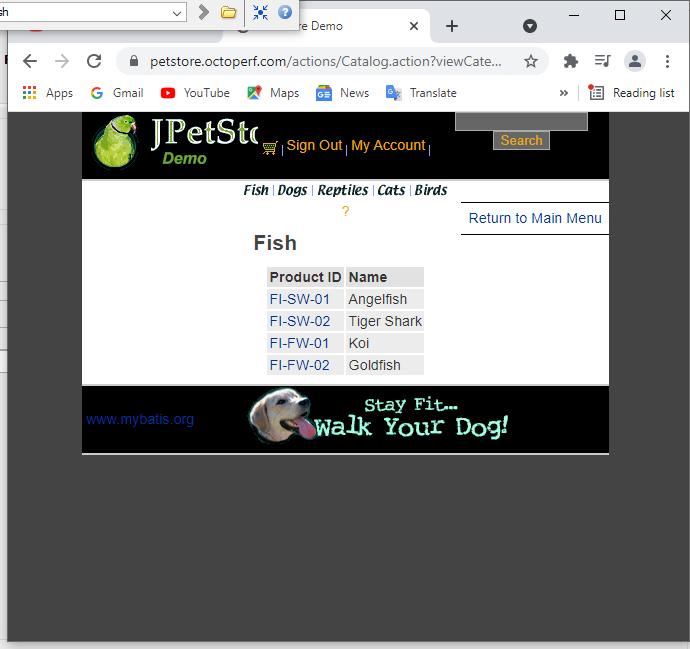 sh
re Demo
petstore.octoperf.com/actions/Catalog.action?viewCate...
Apps Gmail YouTube Maps GE News Translate » Reading list
JPetSto
Demo
Sign Out | My Account |
Search
Fish | Dogs | Reptiles | Cats | Birds
?
Return to Main Menu
Fish
Product ID Name
FI-SW-01 Angelfish
FI-SW-02 Tiger Shark
FI-FW-01 Koi
FI-FW-02 Goldfish
www.mybatis.org
Stay Fit...
Walk Your Dog!